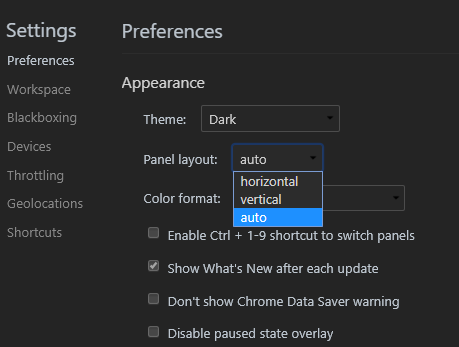 Settings
Preferences
Workspace
Blackboxing
Devices
Throttling
Geolocations
Shortcuts
Preferences
Appearance
Theme: Dark
Panel layout: auto
horizontal
vertical
auto
Color format:
Enable Ctrl + 1-9 shortcut to switch panels
Show What's New after each update
Don't show Chrome Data Saver warning
Disable paused state overlay